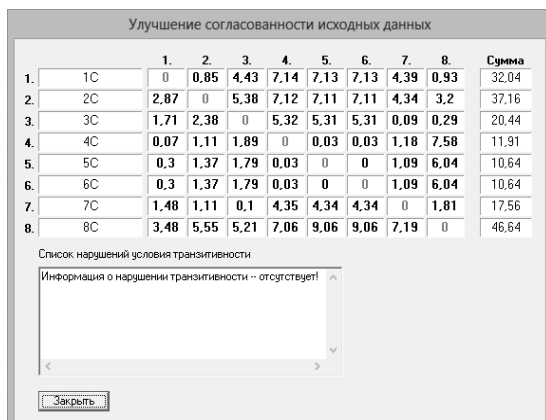 Улучшение согласованности исходных данных
1. 2. 3. 4. 5. 6. 7. 8. Сумма
1. 1С 0 0,85 4,43 7,14 7,13 7,13 4,39 0,93 32,04
2. 2С 2,87 0 5,38 7,12 7,11 7,11 4,34 3,2 37,16
3. 3С 1,71 2,38 0 5,32 5,31 5,31 0,09 0,29 20,44
4. 4С 0,07 1,11 1,89 0 0,03 0,03 1,18 7,58 11,91
5. 5С 0,3 1,37 1,79 0,03 0 0 1,09 6,04 10,64
6. 6С 0,3 1,37 1,79 0,03 0 0 1,09 6,04 10,64
7. 7С 1,48 1,11 0,1 4,35 4,34 4,34 0 1,81 17,56
8. 8С 3,48 5,55 5,21 7,06 9,06 9,06 7,19 0 46,64
Список нарушений условия транзитивности
Информация о нарушении транзитивности -- отсутствует!
Закрыть